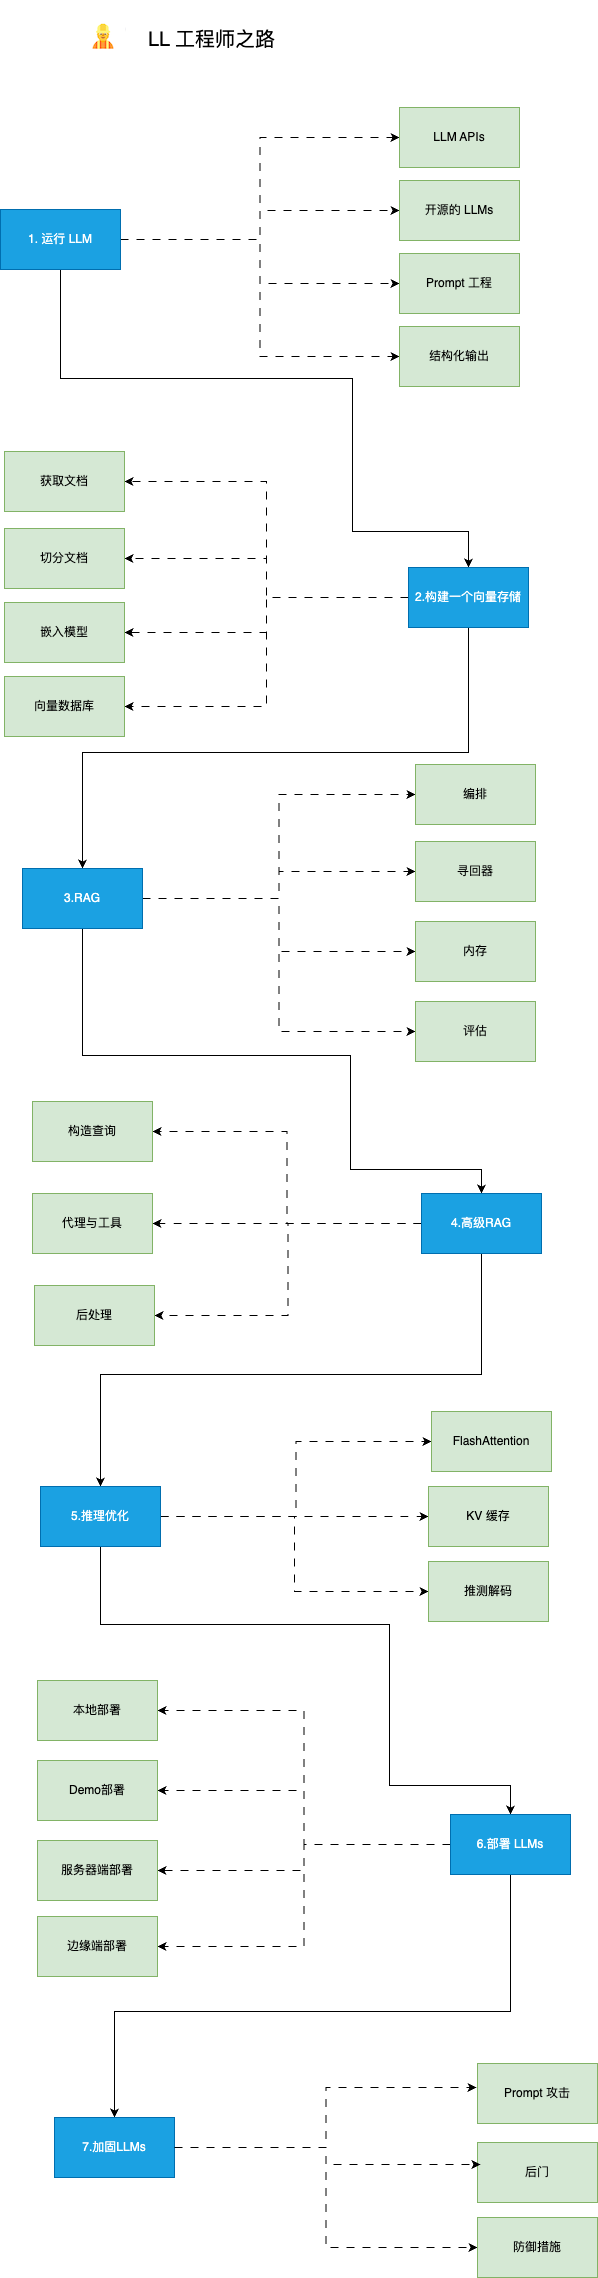 LL 工程师之路
LLM APIs
开源的 LLMs
1. 运行 LLM
Prompt 工程
结构化输出
获取文档
切分文档
2.构建一个向量存储
嵌入模型
向量数据库
编排
寻回器
3.RAG
内存
评估
构造查询
代理与工具
4.高级RAG
后处理
FlashAttention
5.推理优化
KV 缓存
推测解码
本地部署
Demo部署
6.部署 LLMs
服务器端部署
边缘端部署
Prompt 攻击
7.加固LLMs
后门
防御措施